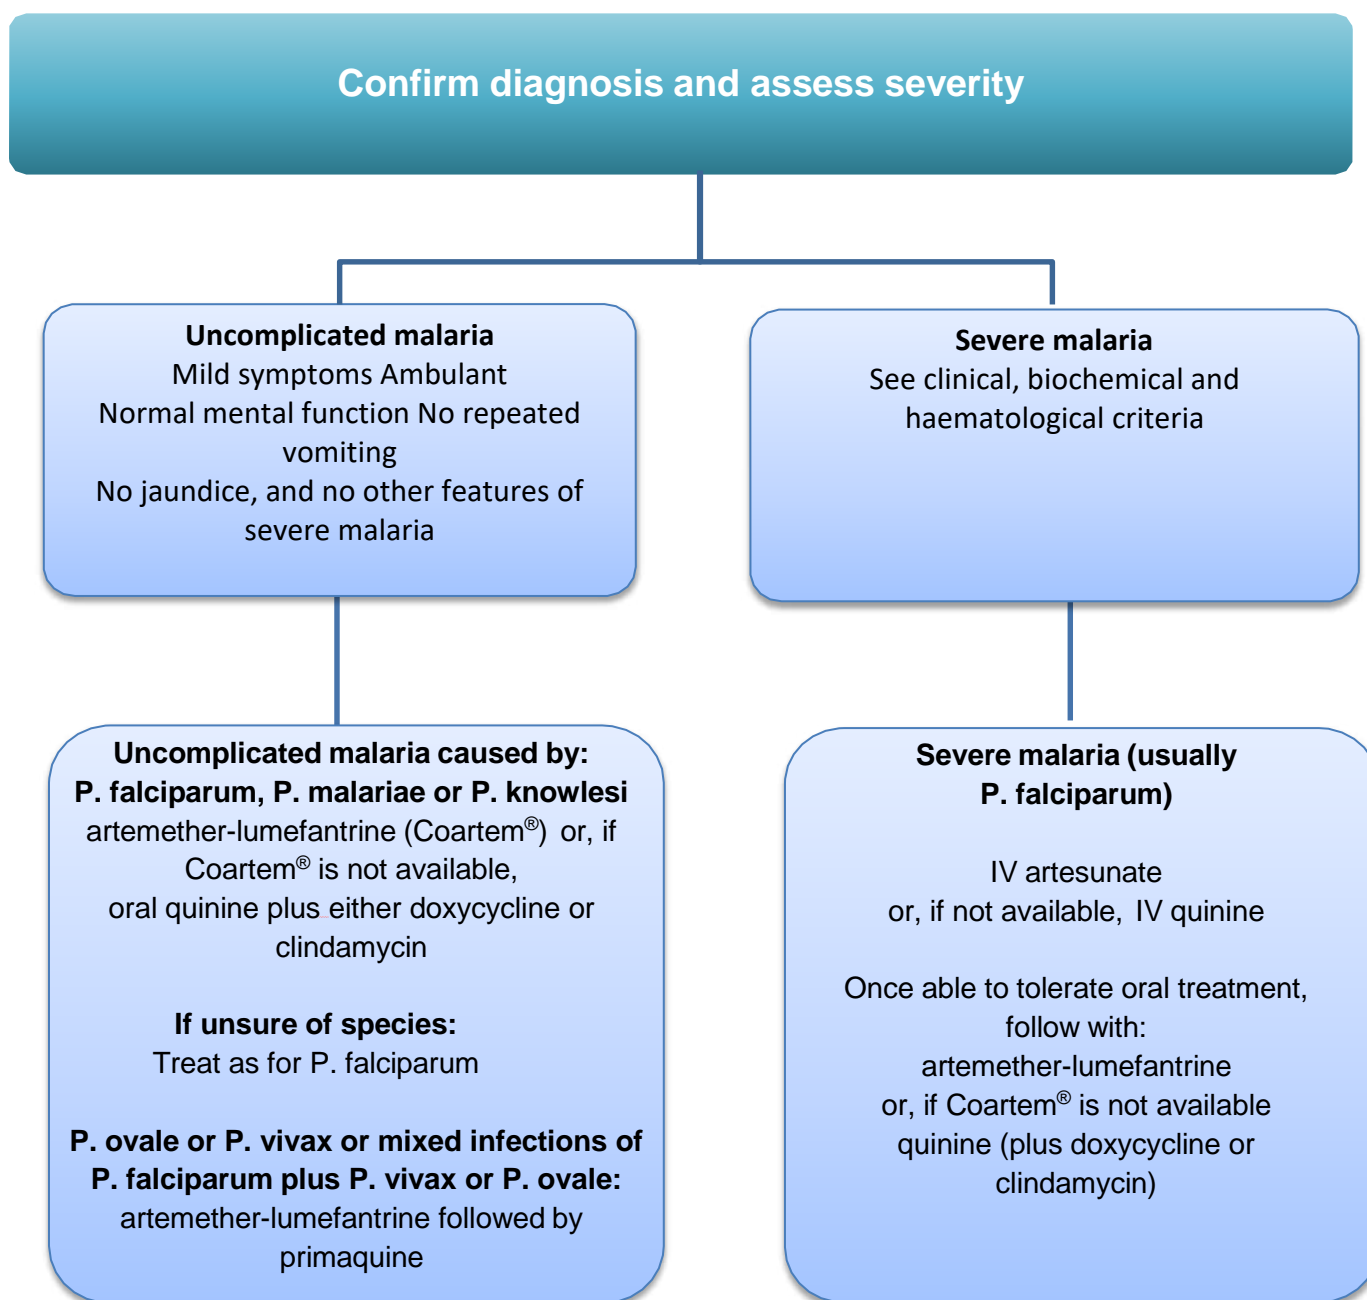 Confirm diagnosis and assess severity
Uncomplicated malaria
Mild symptoms Ambulant
Normal mental function No repeated
vomiting
No jaundice, and no other features of
severe malaria
Severe malaria
See clinical, biochemical and
haematological criteria
Uncomplicated malaria caused by:
P. falciparum, P. malariae or P. knowlesi
artemether-lumefantrine (Coartem®) or, if
Coartem® is not available,
oral quinine plus either doxycycline or
clindamycin
If unsure of species:
Treat as for P. falciparum
P. ovale or P. vivax or mixed infections of
P. falciparum plus P. vivax or P. ovale:
artemether-lumefantrine followed by
primaquine
Severe malaria (usually
P. falciparum)
IV artesunate
or, if not available, IV quinine
Once able to tolerate oral treatment,
follow with:
artemether-lumefantrine
or, if Coartem® is not available
quinine (plus doxycycline or
clindamycin)